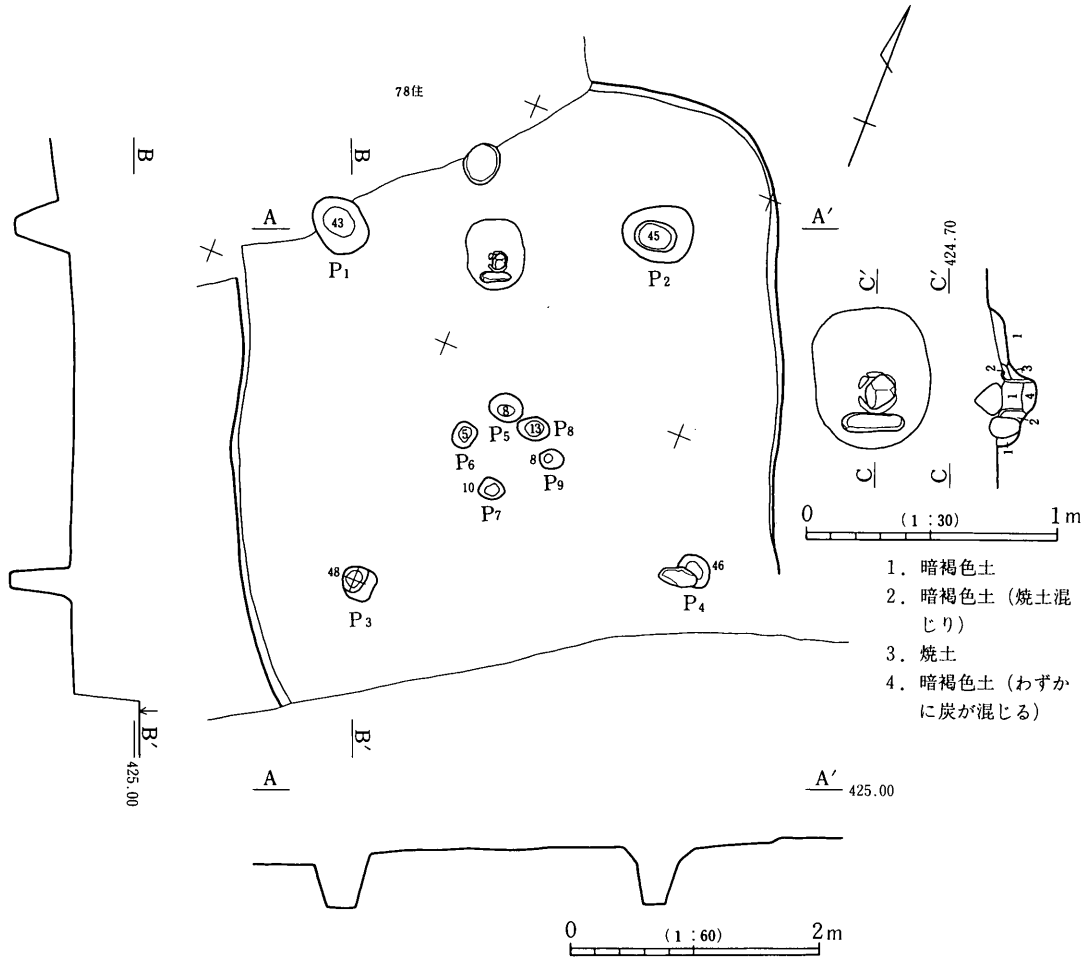 78住
B
B
A
A′
43
P1
45
P2
C′
C′
424.70
1
2
3
1
4
2
1
C
C
8
P5
13
P8
5
P6
8
P9
10
P7
0
(1：30)
1m
48
P3
46
P4
1．暗褐色土
2．暗褐色土（焼土混
じり）
3．焼土
4．暗褐色土（わずか
に炭が混じる）
B′
425.00
B′
A
A′
425.00
0
(1：60)
2m